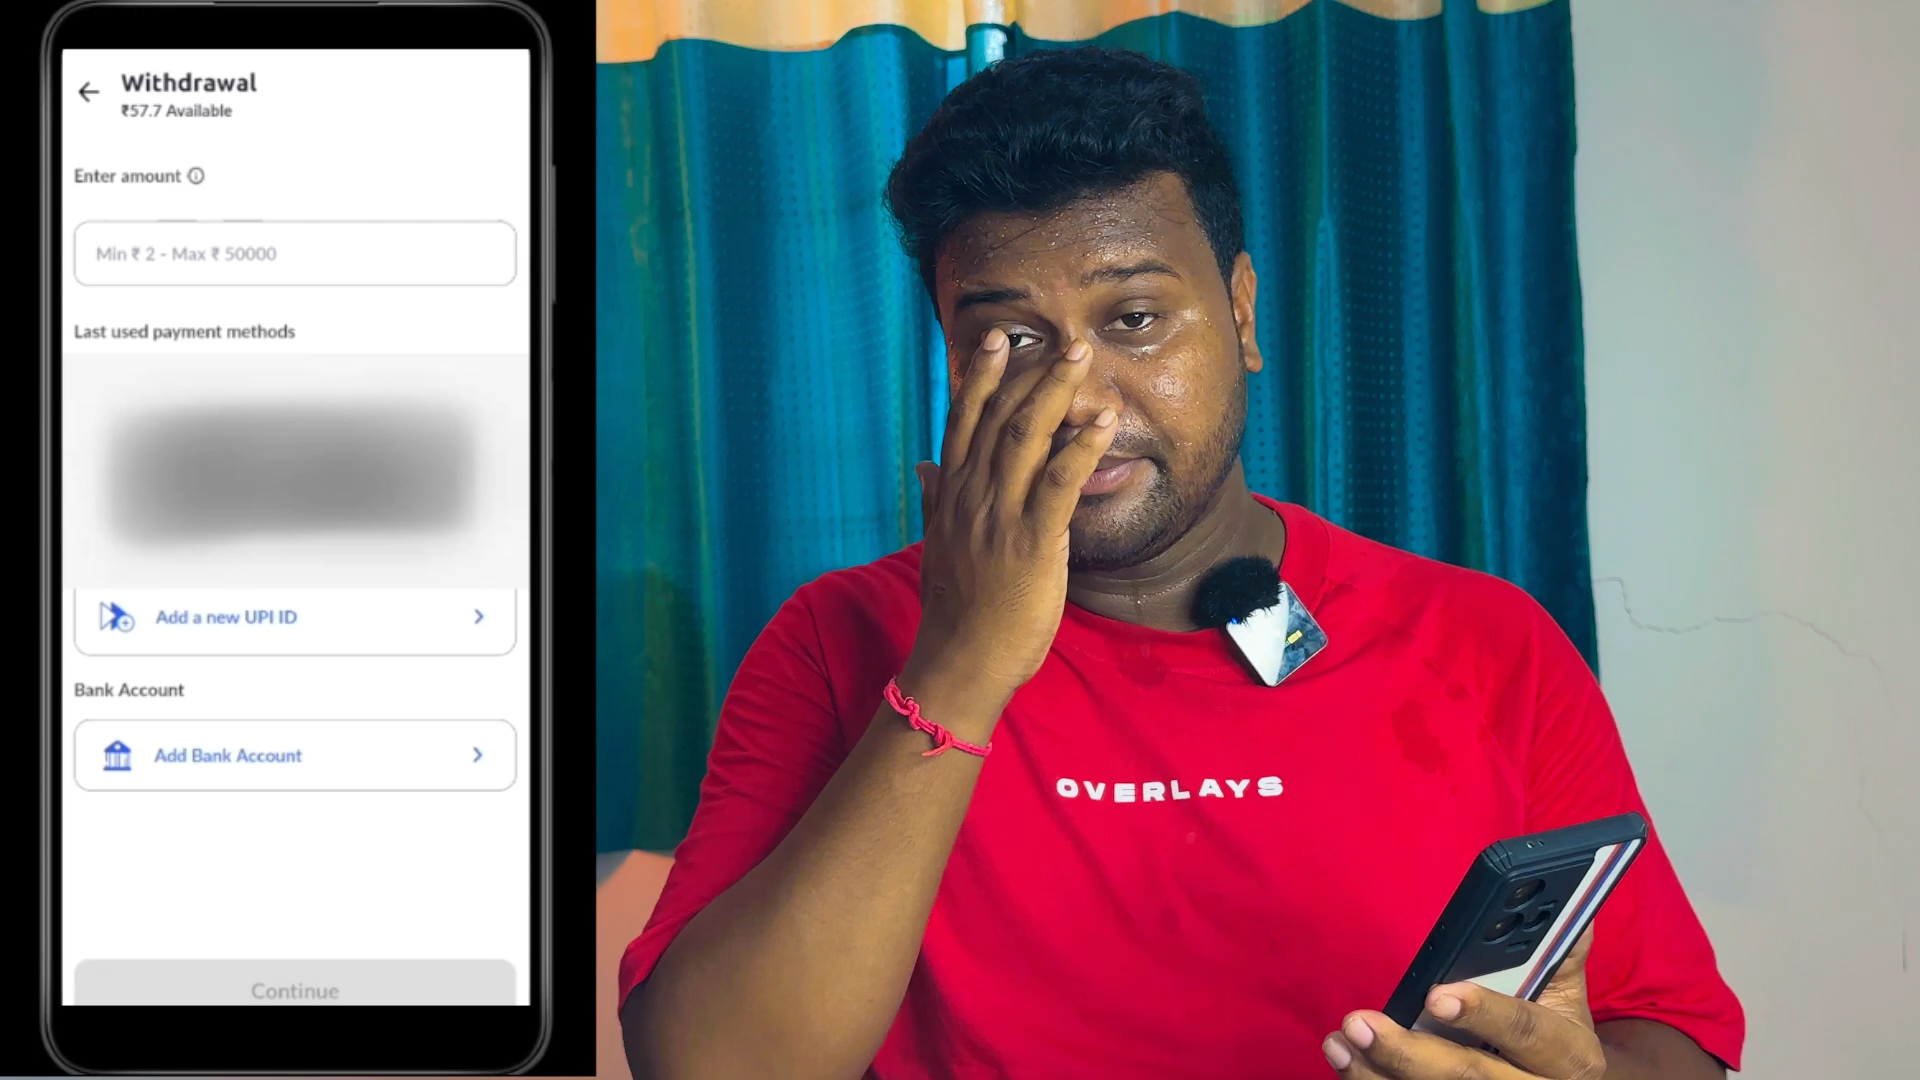 Withdrawal
₹57.7 Available
Enter amount
Min ₹ 2 - Max ₹ 50000
Last used payment methods
Add a new UPI ID
Bank Account
Add Bank Account
Continue
OVERLAYS